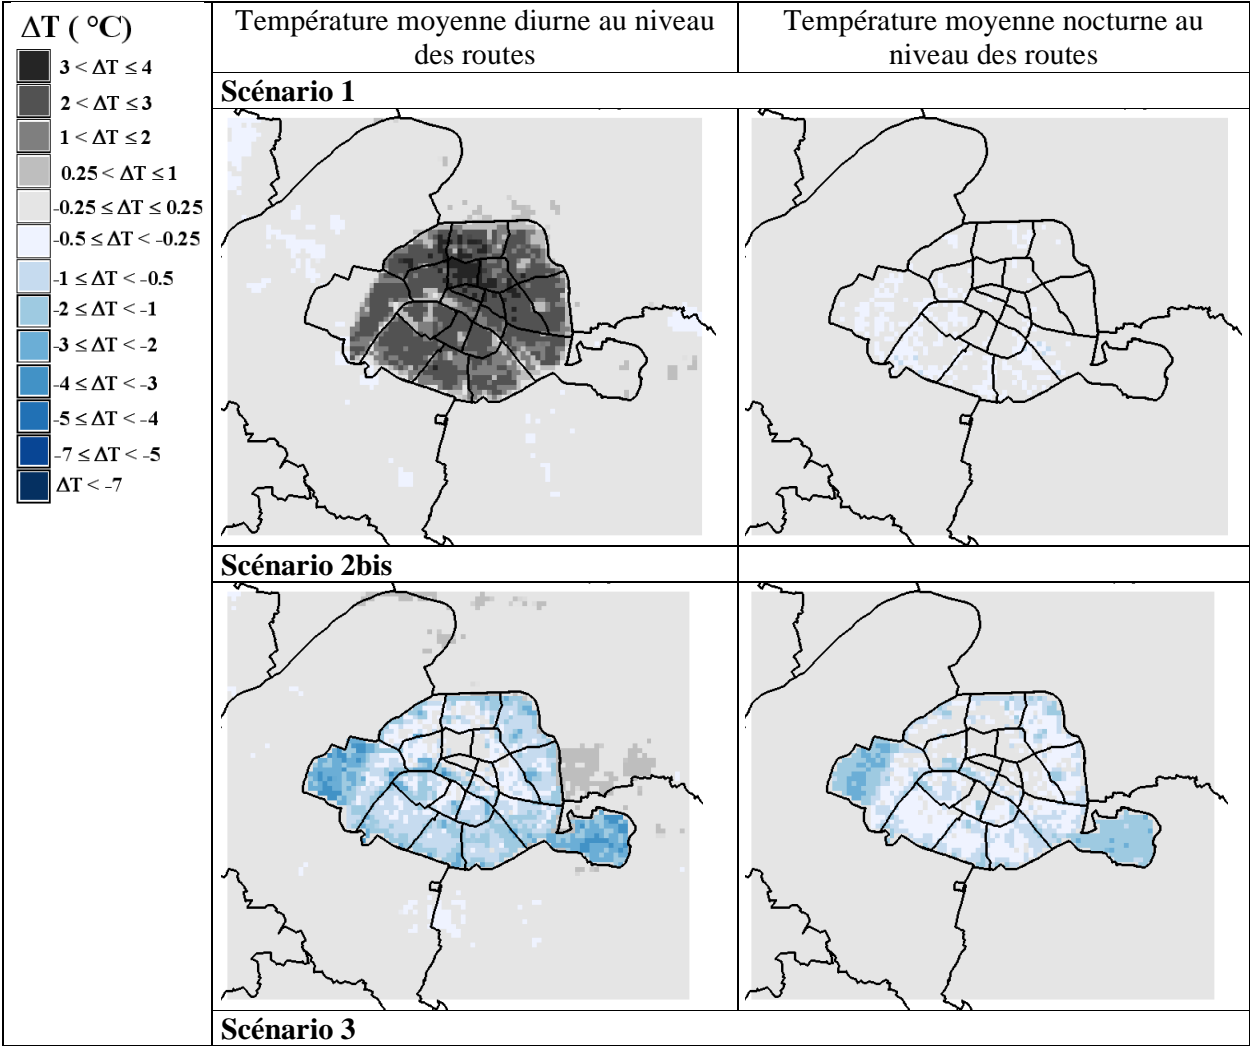 ΔT ( °C)
3 < ΔT ≤ 4
2 < ΔT ≤ 3
1 < ΔT ≤ 2
0.25 < ΔT ≤ 1
-0.25 ≤ ΔT ≤ 0.25
-0.5 ≤ ΔT < -0.25
-1 ≤ ΔT < -0.5
-2 ≤ ΔT < -1
-3 ≤ ΔT < -2
-4 ≤ ΔT < -3
-5 ≤ ΔT < -4
-7 ≤ ΔT < -5
ΔT < -7
Température moyenne diurne au niveau
des routes
Température moyenne nocturne au
niveau des routes
Scénario 1
Scénario 2bis
Scénario 3